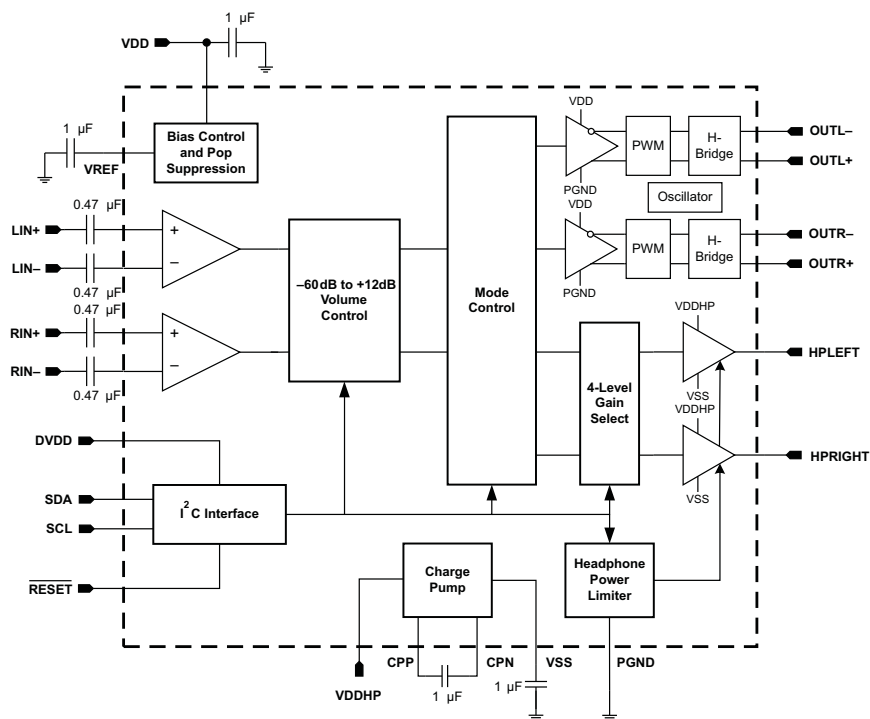 1 µF
VDD
Bias Control
and Pop
Suppression
1 µF
VREF
0.47 µF
LIN+
LIN–
0.47 µF
0.47 µF
RIN+
RIN–
0.47 µF
+
–
+
–
–60dB to +12dB
Volume
Control
Mode
Control
VDD
PGND
PWM
H-
Bridge
OUTL–
OUTL+
Oscillator
VDD
PGND
PWM
H-
Bridge
OUTR–
OUTR+
4-Level
Gain
Select
VDDHP
VSS
HPLEFT
VDDHP
VSS
HPRIGHT
DVDD
SDA
SCL
RESET
I²C Interface
Charge
Pump
Headphone
Power
Limiter
CPP
CPN
VSS
PGND
VDDHP
1 µF
1 µF